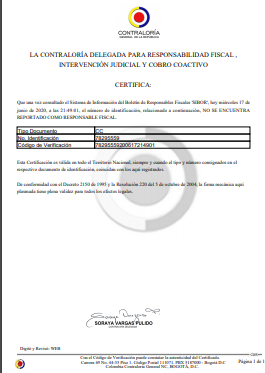 CONTRALORÍA
GENERAL DE LA REPÚBLICA
LA CONTRALORÍA DELEGADA PARA RESPONSABILIDAD FISCAL ,
INTERVENCIÓN JUDICIAL Y COBRO COACTIVO
CERTIFICA:
Que una vez consultado el Sistema de Información del Boletín de Responsables Fiscales 'SIBOR', hoy miércoles 17 de
junio de 2020, a las 21:49:01, el número de identificación, relacionado a continuación, NO SE ENCUENTRA
REPORTADO COMO RESPONSABLE FISCAL.
Tipo Documento CC
No. Identificación 78295559
Código de Verificación 78295559200617214901
Esta Certificación es válida en todo el Territorio Nacional, siempre y cuando el tipo y número consignados en el
respectivo documento de identificación, coincidan con los aquí registrados.
De conformidad con el Decreto 2150 de 1995 y la Resolución 220 del 5 de octubre de 2004, la firma mecánica aquí
plasmada tiene plena validez para todos los efectos legales.
SORAYA VARGAS PULIDO
Digitó y Revisó: WEB
Con el Código de Verificación puede constatar la autenticidad del Certificado.
Carrera 69 No. 44-35 Piso 1. Código Postal 111071. PBX 5187000 - Bogotá D.C
Colombia Contraloría General NC, BOGOTÁ, D.C.
Página 1 de 1